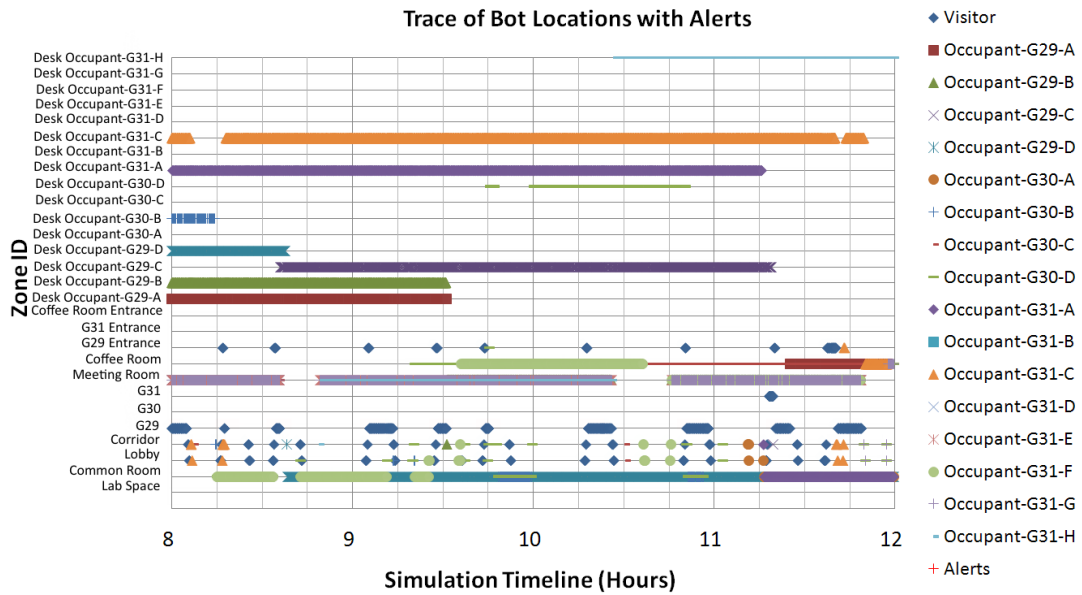 Trace of Bot Locations with Alerts
Zone ID
Desk Occupant-G31-H
Desk Occupant-G31-G
Desk Occupant-G31-F
Desk Occupant-G31-E
Desk Occupant-G31-D
Desk Occupant-G31-C
Desk Occupant-G31-B
Desk Occupant-G31-A
Desk Occupant-G30-D
Desk Occupant-G30-C
Desk Occupant-G30-B
Desk Occupant-G30-A
Desk Occupant-G29-D
Desk Occupant-G29-C
Desk Occupant-G29-B
Desk Occupant-G29-A
Coffee Room Entrance
G31 Entrance
G29 Entrance
Coffee Room
Meeting Room
G31
G30
G29
Corridor
Lobby
Common Room
Lab Space
8 9 10 11 12
Simulation Timeline (Hours)
Visitor
Occupant-G29-A
Occupant-G29-B
Occupant-G29-C
Occupant-G29-D
Occupant-G30-A
Occupant-G30-B
Occupant-G30-C
Occupant-G30-D
Occupant-G31-A
Occupant-G31-B
Occupant-G31-C
Occupant-G31-D
Occupant-G31-E
Occupant-G31-F
Occupant-G31-G
Occupant-G31-H
Alerts